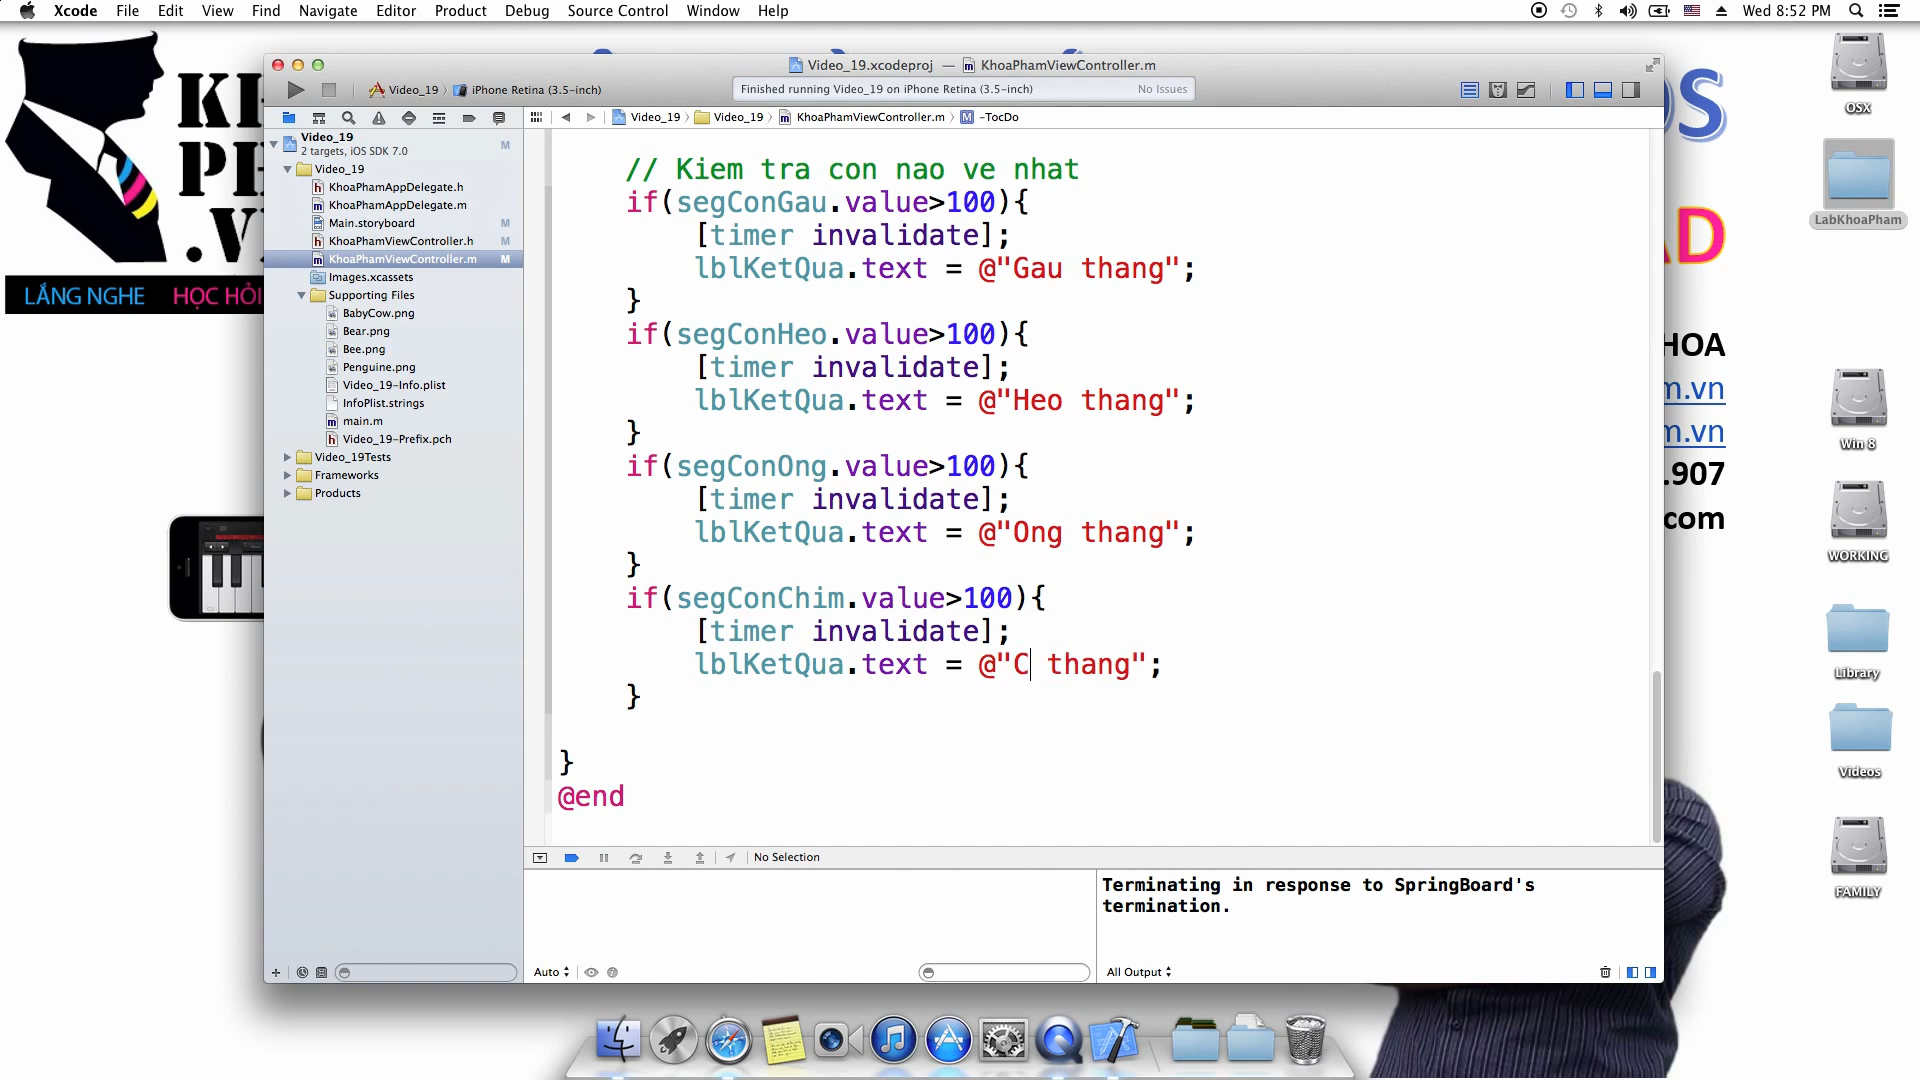 Xcode File Edit View Find Navigate Editor Product Debug Source Control Window Help
Wed 8:52 PM
Video_19.xcodeproj — KhoaPhamViewController.m
Video_19 iPhone Retina (3.5-inch)
Finished running Video_19 on iPhone Retina (3.5-inch) No Issues
Video_19 Video_19 KhoaPhamViewController.m -TocDo
Video_19 M
2 targets, iOS SDK 7.0
Video_19
KhoaPhamAppDelegate.h
KhoaPhamAppDelegate.m
Main.storyboard M
KhoaPhamViewController.h M
KhoaPhamViewController.m M
Images.xcassets
Supporting Files
BabyCow.png
Bear.png
Bee.png
Penguine.png
Video_19-Info.plist
InfoPlist.strings
main.m
Video_19-Prefix.pch
Video_19Tests
Frameworks
Products
// Kiem tra con nao ve nhat
if(segConGau.value>100){
[timer invalidate];
lblKetQua.text = @"Gau thang";
}
if(segConHeo.value>100){
[timer invalidate];
lblKetQua.text = @"Heo thang";
}
if(segConOng.value>100){
[timer invalidate];
lblKetQua.text = @"Ong thang";
}
if(segConChim.value>100){
[timer invalidate];
lblKetQua.text = @"C thang";
}
}
@end
No Selection
Terminating in response to SpringBoard's
termination.
Auto
All Output
KH
PH
.V
LẮNG NGHE HỌC HỎI
OS
AD
HOA
m.vn
m.vn
.907
com
OSX
LabKhoaPham
Win 8
WORKING
Library
Videos
FAMILY